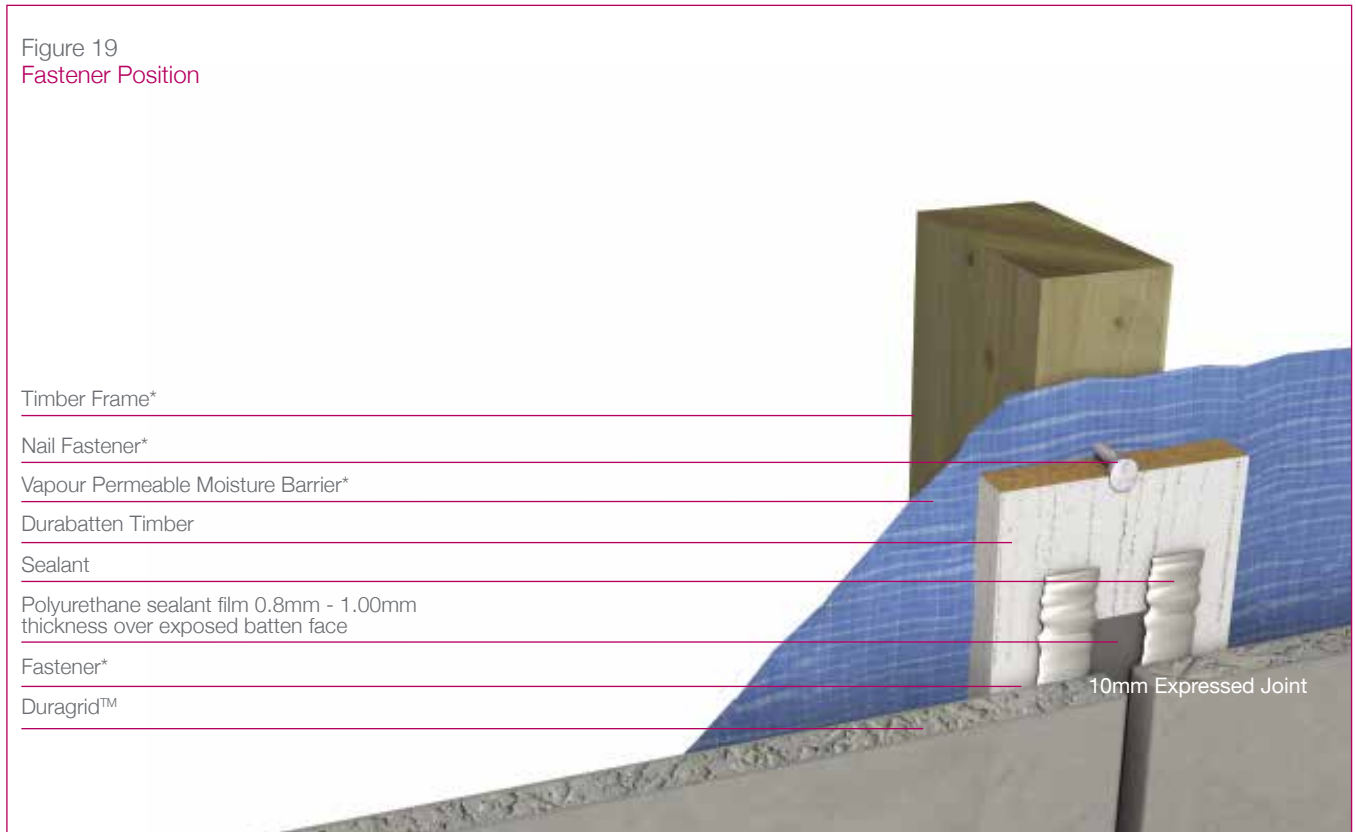 Figure 19
Fastener Position
Timber Frame*
Nail Fastener*
Vapour Permeable Moisture Barrier*
Durabatten Timber
Sealant
Polyurethane sealant film 0.8mm - 1.00mm
thickness over exposed batten face
Fastener*
Duragrid™
10mm Expressed Joint